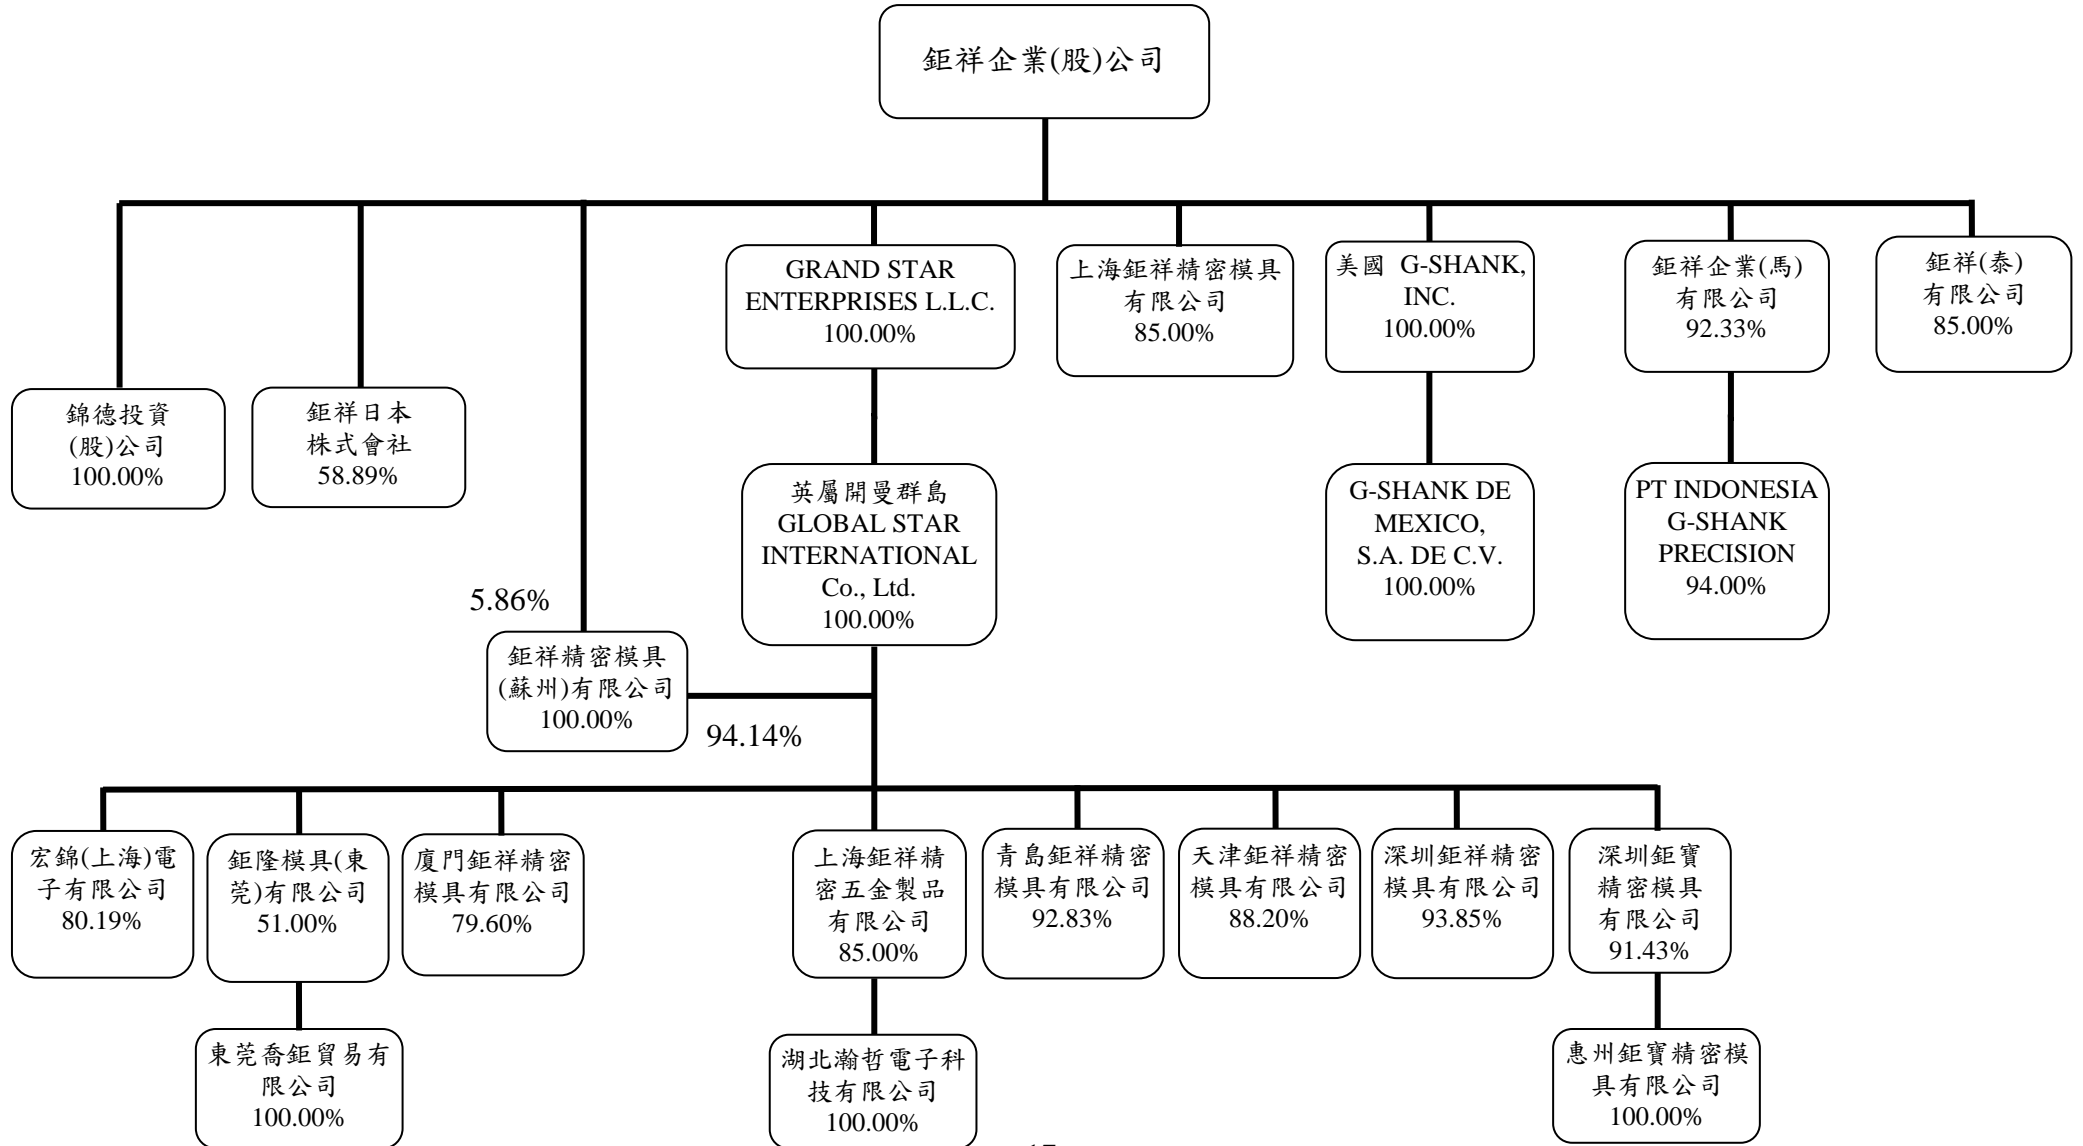 鉅祥企業(股)公司
GRAND STAR
ENTERPRISES L.L.C.
100.00%
上海鉅祥精密模具
有限公司
85.00%
美國 G-SHANK,
INC.
100.00%
鉅祥企業(馬)
有限公司
92.33%
鉅祥(泰)
有限公司
85.00%
錦德投資
(股)公司
100.00%
鉅祥日本
株式會社
58.89%
英屬開曼群島
GLOBAL STAR
INTERNATIONAL
Co., Ltd.
100.00%
G-SHANK DE
MEXICO,
S.A. DE C.V.
100.00%
PT INDONESIA
G-SHANK
PRECISION
94.00%
5.86%
鉅祥精密模具
(蘇州)有限公司
100.00%
94.14%
宏錦(上海)電
子有限公司
80.19%
鉅隆模具(東
莞)有限公司
51.00%
廈門鉅祥精密
模具有限公司
79.60%
上海鉅祥精
密五金製品
有限公司
85.00%
青島鉅祥精密
模具有限公司
92.83%
天津鉅祥精密
模具有限公司
88.20%
深圳鉅祥精密
模具有限公司
93.85%
深圳鉅寶
精密模具
有限公司
91.43%
東莞喬鉅貿易有
限公司
100.00%
湖北瀚哲電子科
技有限公司
100.00%
惠州鉅寶精密模
具有限公司
100.00%